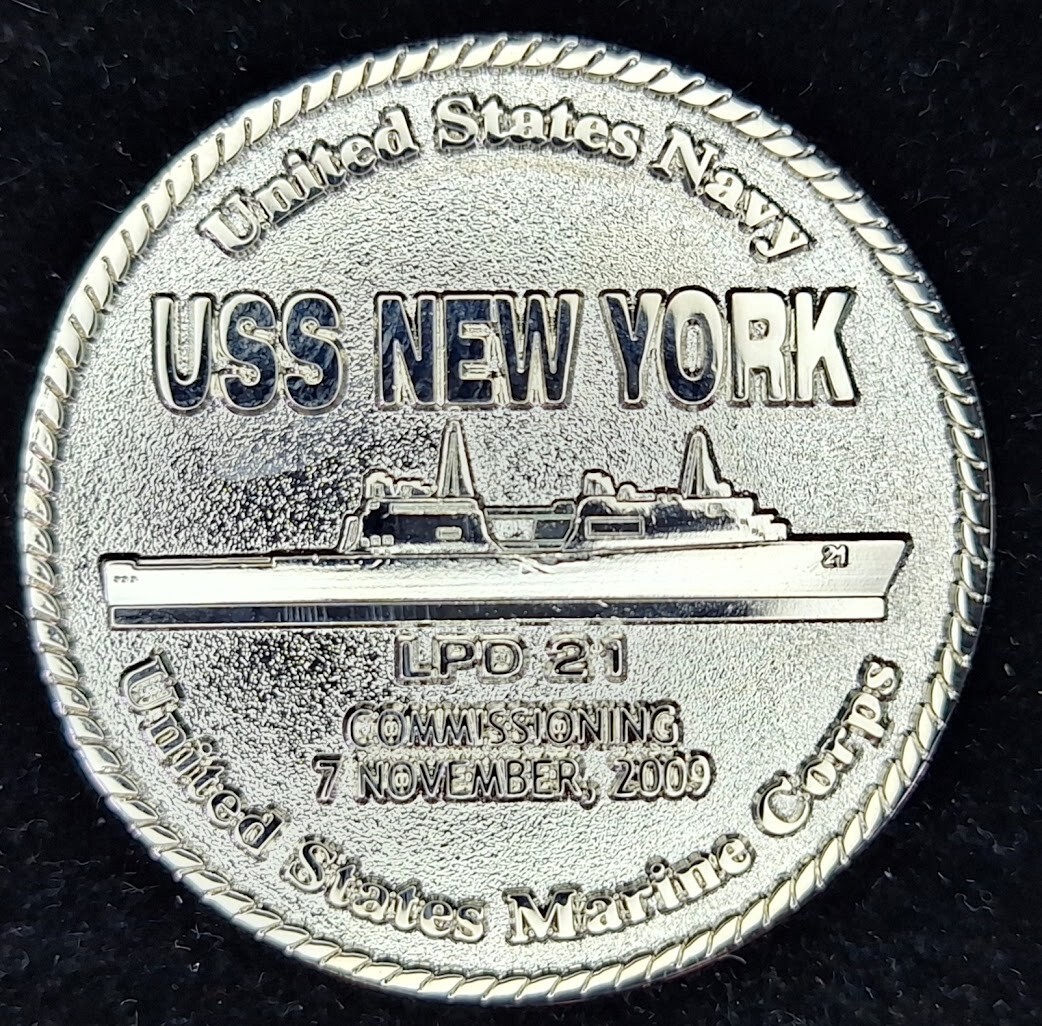 United States Navy
USS NEW YORK
21
LPD 21
COMMISSIONING
7 NOVEMBER, 2009
United States Marine Corps